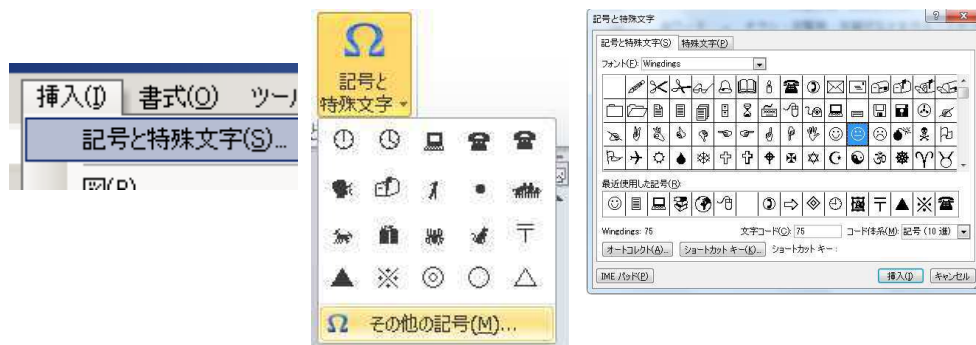 挿入(I) 書式(O) ツー
記号と特殊文字(S)...
図(P)
記号と
特殊文字
〒
※ ◎ ○ △
その他の記号(M)...
記号と特殊文字
記号と特殊文字(S) 特殊文字(P)
フォント(F): Wingdings
最近使用した記号(R):
〒 ▲ ※
Wingdings: 75 文字コード(C): 75 コード体系(M): 記号 (10 進)
オートコレクト(A)... ショートカット キー(K)... ショートカット キー:
IME パッド(P) 挿入(I) キャンセル